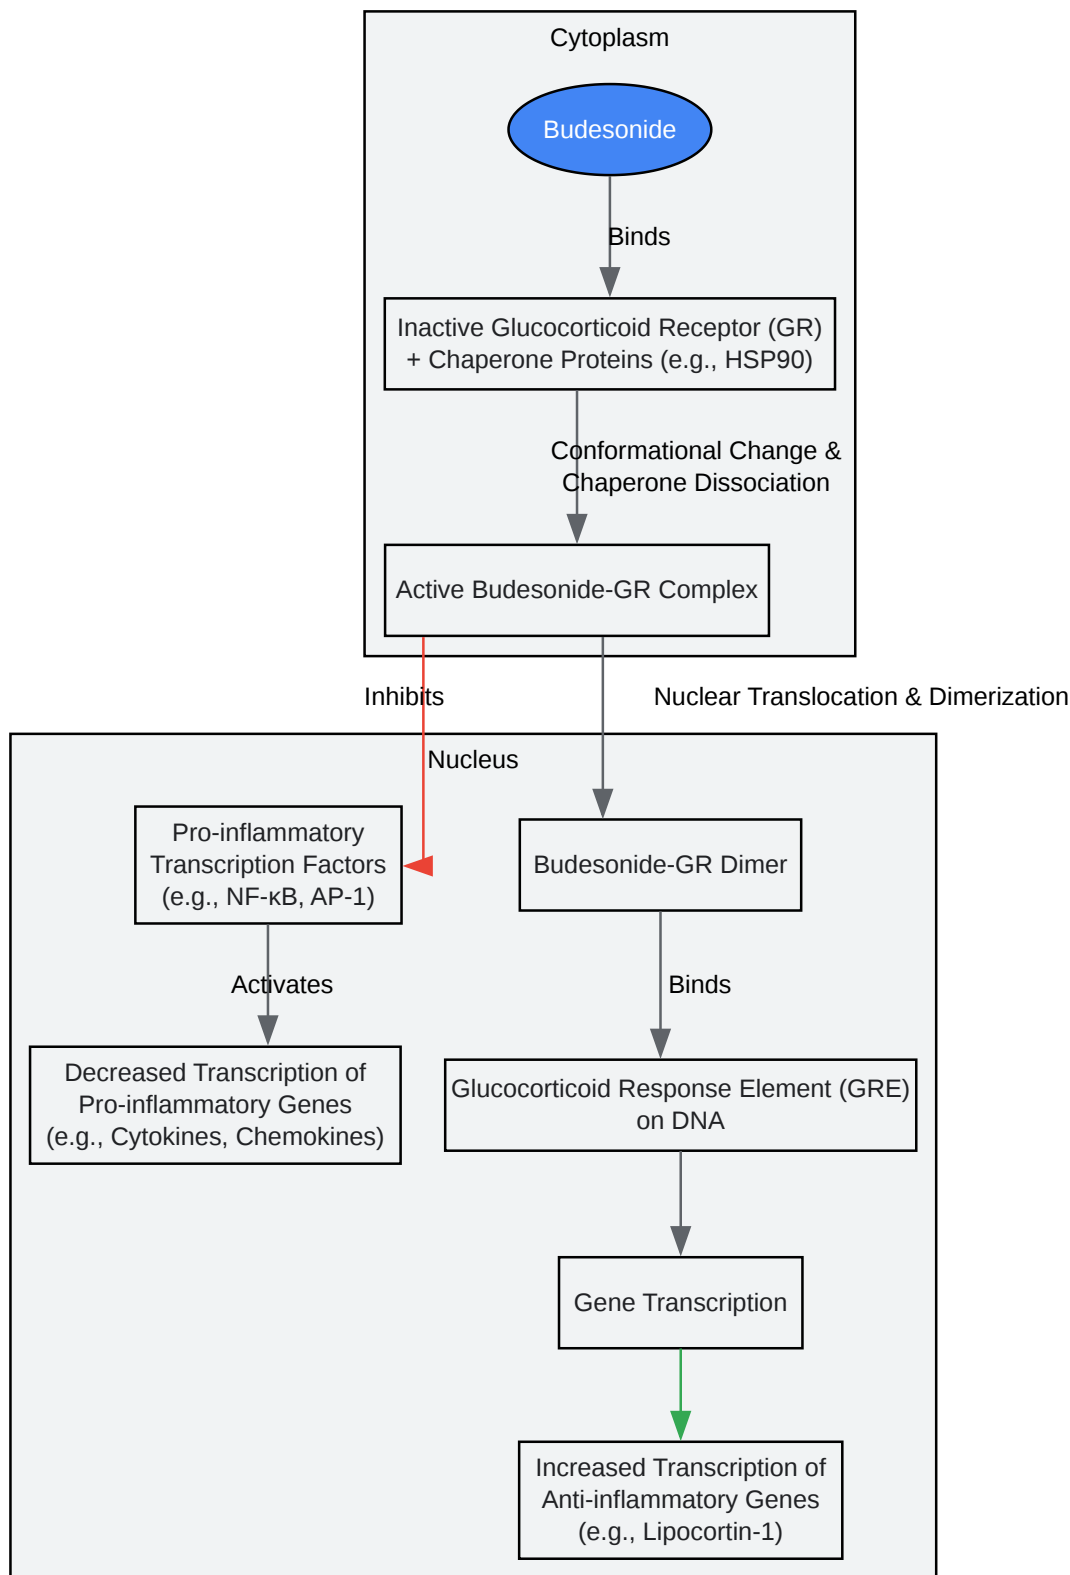 Cytoplasm
Budesonide
Binds
Inactive Glucocorticoid Receptor (GR)
+ Chaperone Proteins (e.g., HSP90)
Conformational Change &
Chaperone Dissociation
Active Budesonide-GR Complex
Inhibits
Nuclear Translocation & Dimerization
Nucleus
Pro-inflammatory
Transcription Factors
(e.g., NF-κB, AP-1)
Budesonide-GR Dimer
Activates
Binds
Decreased Transcription of
Pro-inflammatory Genes
(e.g., Cytokines, Chemokines)
Glucocorticoid Response Element (GRE)
on DNA
Gene Transcription
Increased Transcription of
Anti-inflammatory Genes
(e.g., Lipocortin-1)